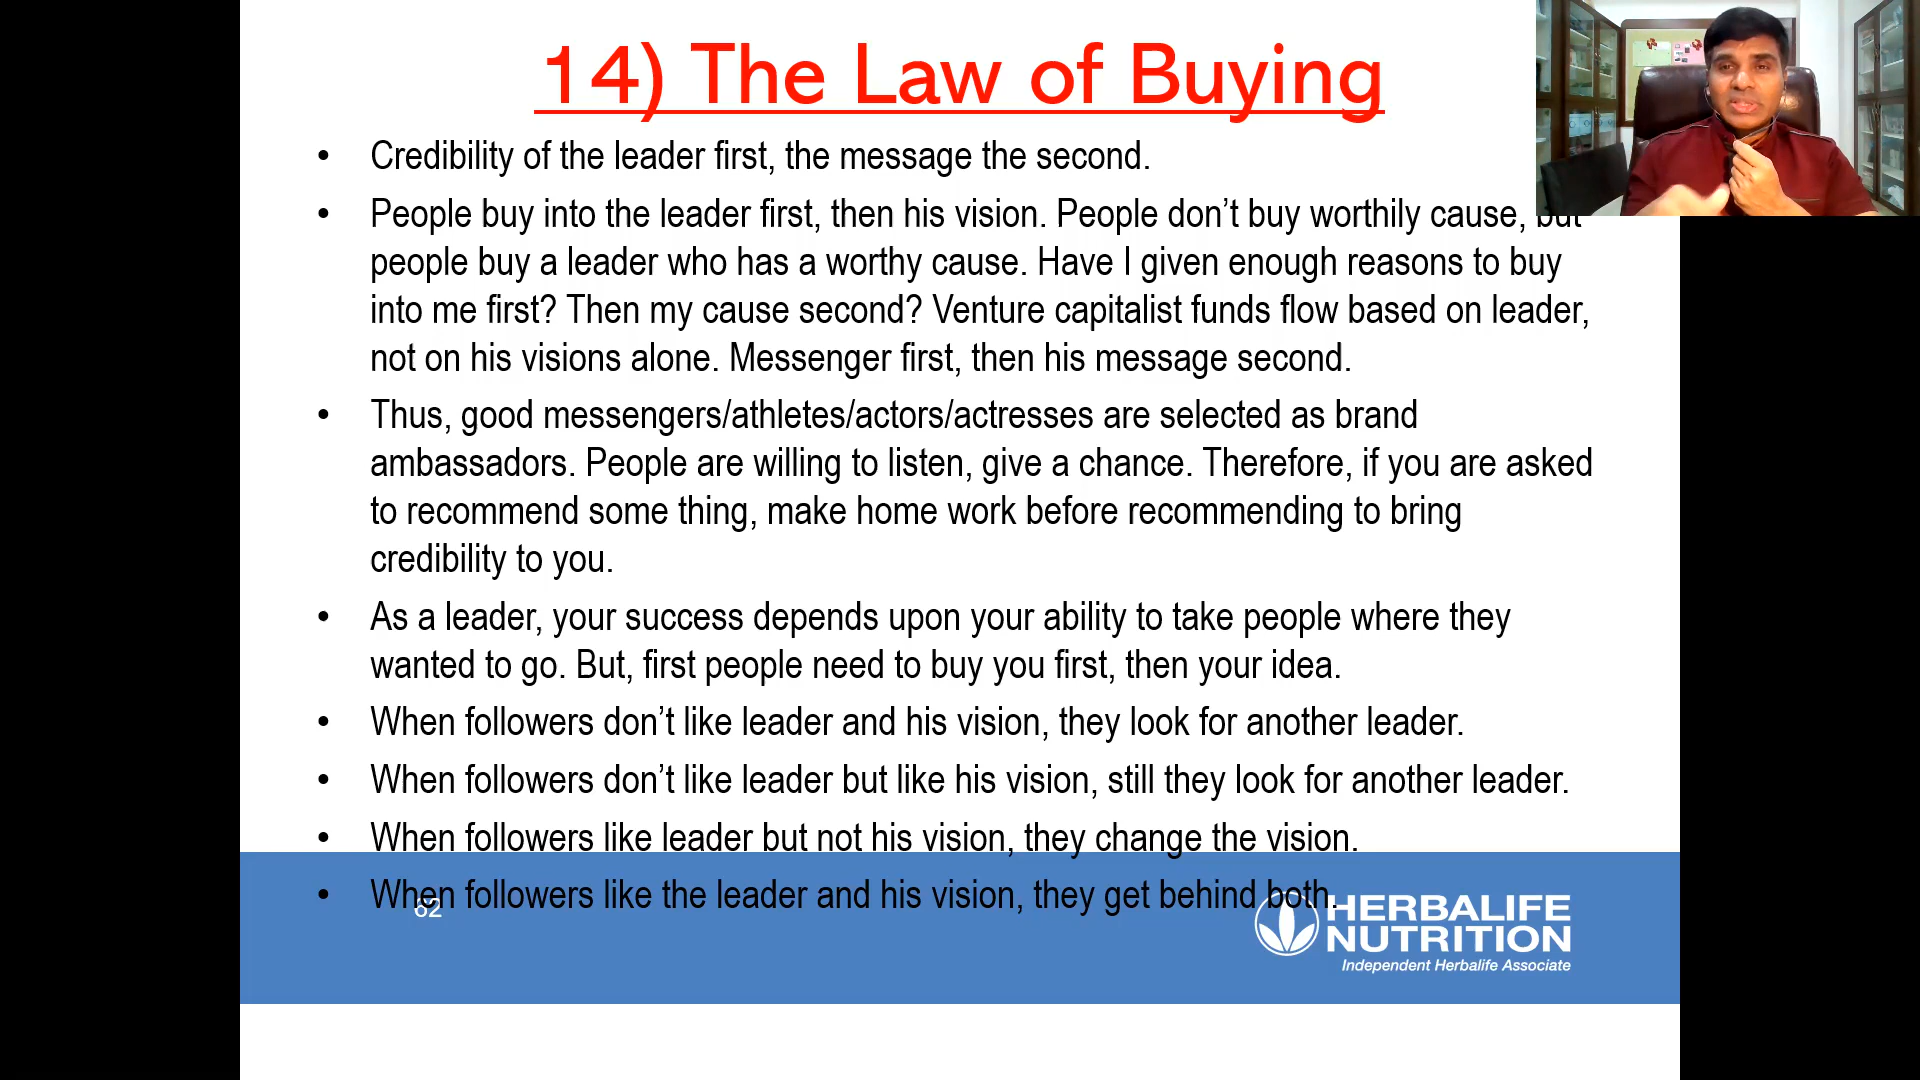 14) The Law of Buying
• Credibility of the leader first, the message the second.
• People buy into the leader first, then his vision. People don’t buy worthily cause, but
people buy a leader who has a worthy cause. Have I given enough reasons to buy
into me first? Then my cause second? Venture capitalist funds flow based on leader,
not on his visions alone. Messenger first, then his message second.
• Thus, good messengers/athletes/actors/actresses are selected as brand
ambassadors. People are willing to listen, give a chance. Therefore, if you are asked
to recommend some thing, make home work before recommending to bring
credibility to you.
• As a leader, your success depends upon your ability to take people where they
wanted to go. But, first people need to buy you first, then your idea.
• When followers don’t like leader and his vision, they look for another leader.
• When followers don’t like leader but like his vision, still they look for another leader.
• When followers like leader but not his vision, they change the vision.
• When followers like the leader and his vision, they get behind both.
62
HERBALIFE
NUTRITION
Independent Herbalife Associate